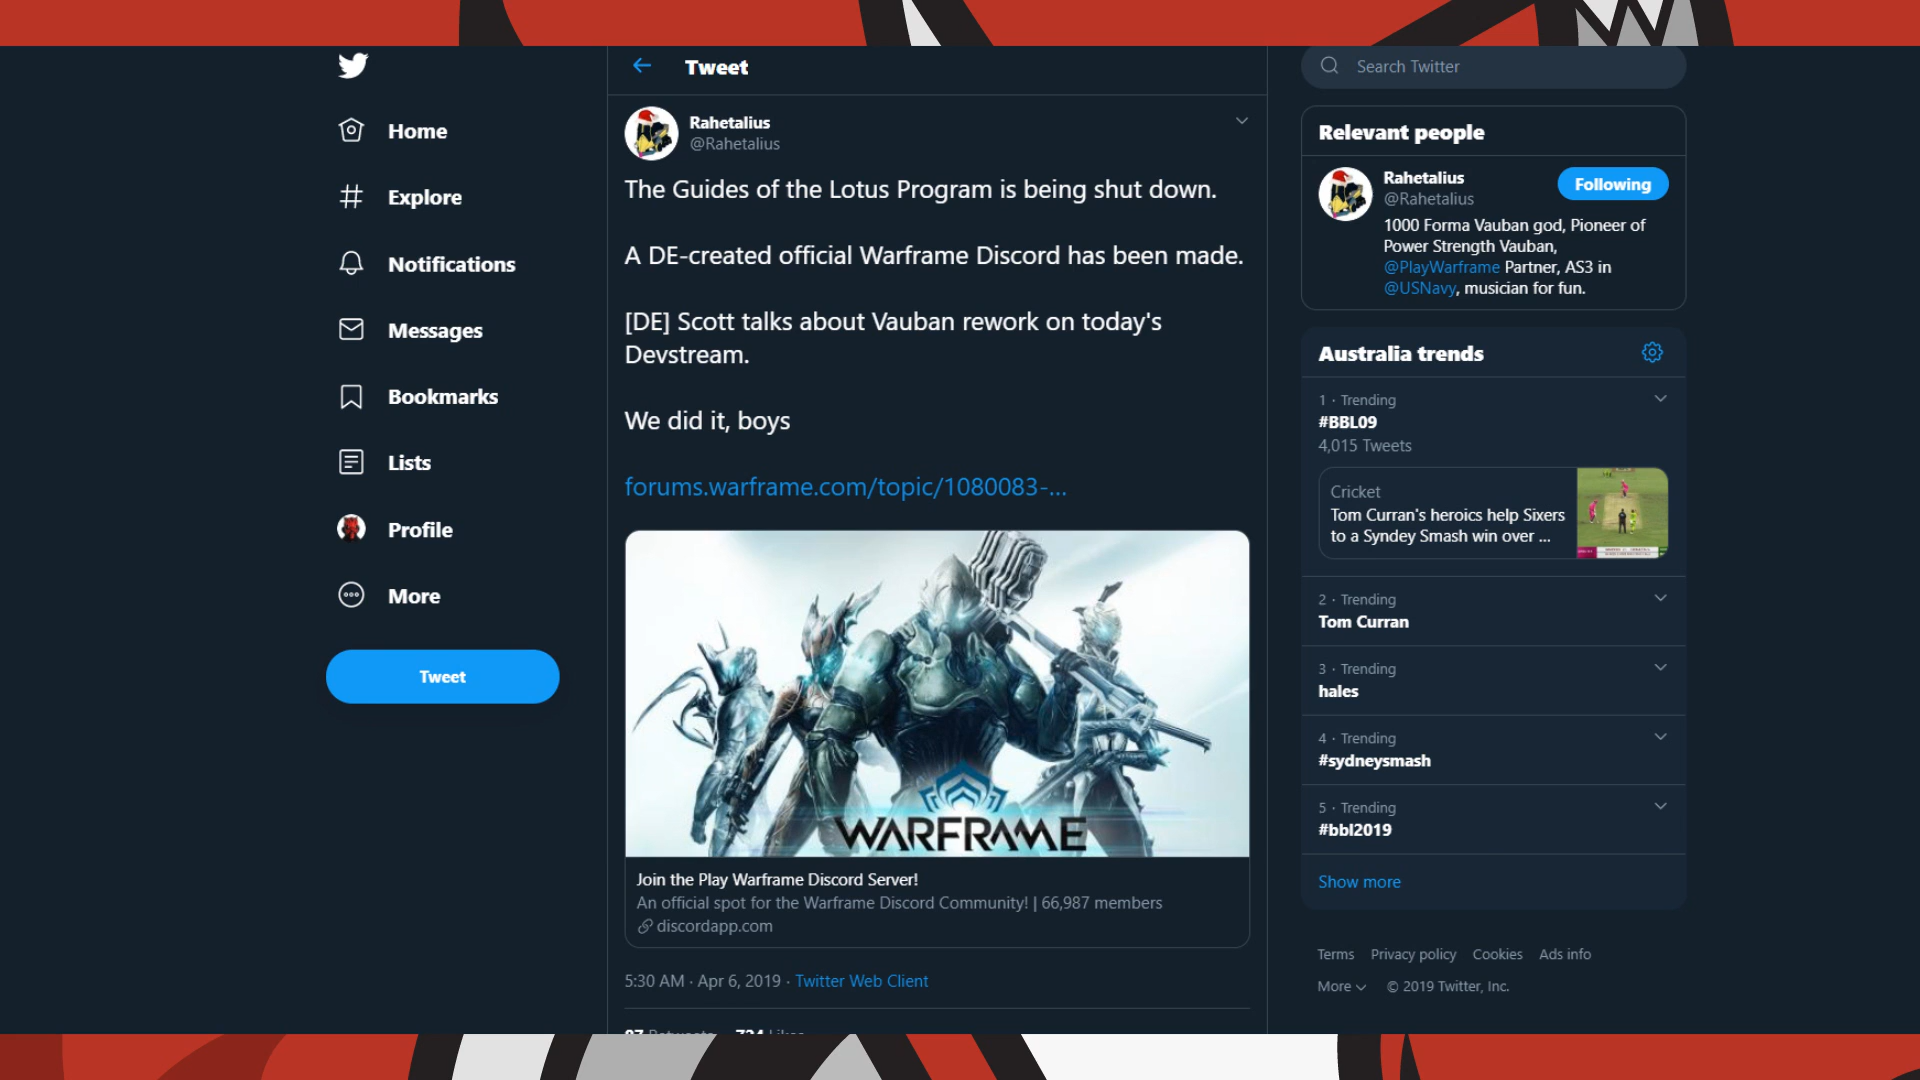 Home
Explore
Notifications
Messages
Bookmarks
Lists
Profile
More
Tweet
Tweet
Rahetalius
@Rahetalius
The Guides of the Lotus Program is being shut down.
A DE-created official Warframe Discord has been made.
[DE] Scott talks about Vauban rework on today's
Devstream.
We did it, boys
forums.warframe.com/topic/1080083-...
WARFRAME
Join the Play Warframe Discord Server!
An official spot for the Warframe Discord Community! | 66,987 members
discordapp.com
5:30 AM · Apr 6, 2019 · Twitter Web Client
Search Twitter
Relevant people
Rahetalius
Following
@Rahetalius
1000 Forma Vauban god, Pioneer of
Power Strength Vauban,
@PlayWarframe Partner, AS3 in
@USNavy, musician for fun.
Australia trends
1 · Trending
#BBL09
4,015 Tweets
Cricket
Tom Curran's heroics help Sixers
to a Syndey Smash win over ...
2 · Trending
Tom Curran
3 · Trending
hales
4 · Trending
#sydneysmash
5 · Trending
#bbl2019
Show more
Terms Privacy policy Cookies Ads info
More © 2019 Twitter, Inc.